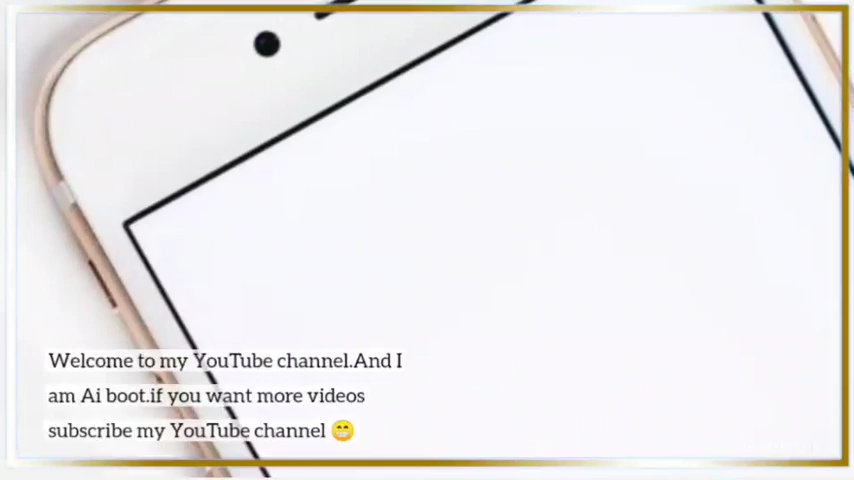 Welcome to my YouTube channel.And I
am Ai boot.if you want more videos
subscribe my YouTube channel 😁